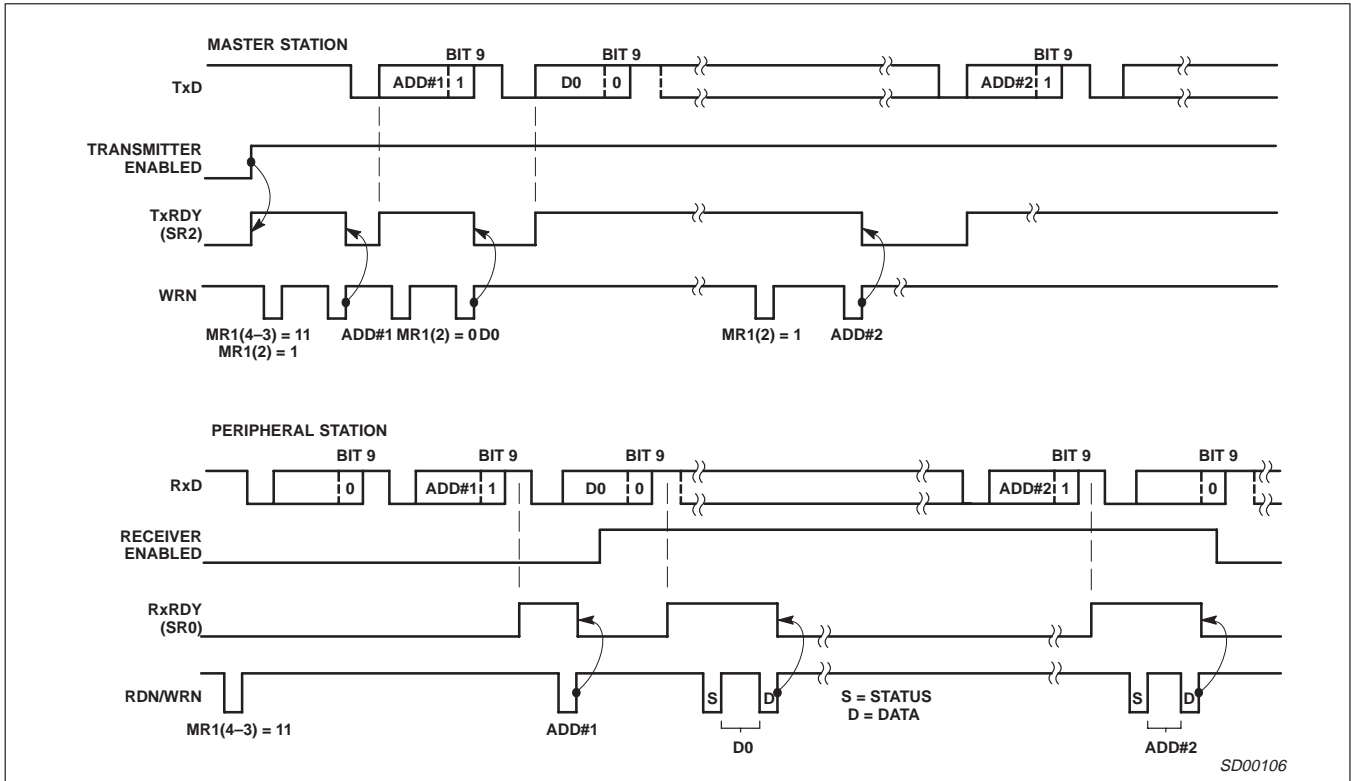 MASTER STATION
BIT 9 BIT 9 BIT 9
TxD ADD#1 1 D0 0 ADD#2 1
TRANSMITTER
ENABLED
TxRDY
(SR2)
WRN
MR1(4–3) = 11 ADD#1 MR1(2) = 0 D0 MR1(2) = 1 ADD#2
MR1(2) = 1
PERIPHERAL STATION
BIT 9 BIT 9 BIT 9 BIT 9 BIT 9
RxD 0 ADD#1 1 D0 0 ADD#2 1 0
RECEIVER
ENABLED
RxRDY
(SR0)
RDN/WRN S D S = STATUS S D
D = DATA
MR1(4–3) = 11 ADD#1 D0 ADD#2
SD00106